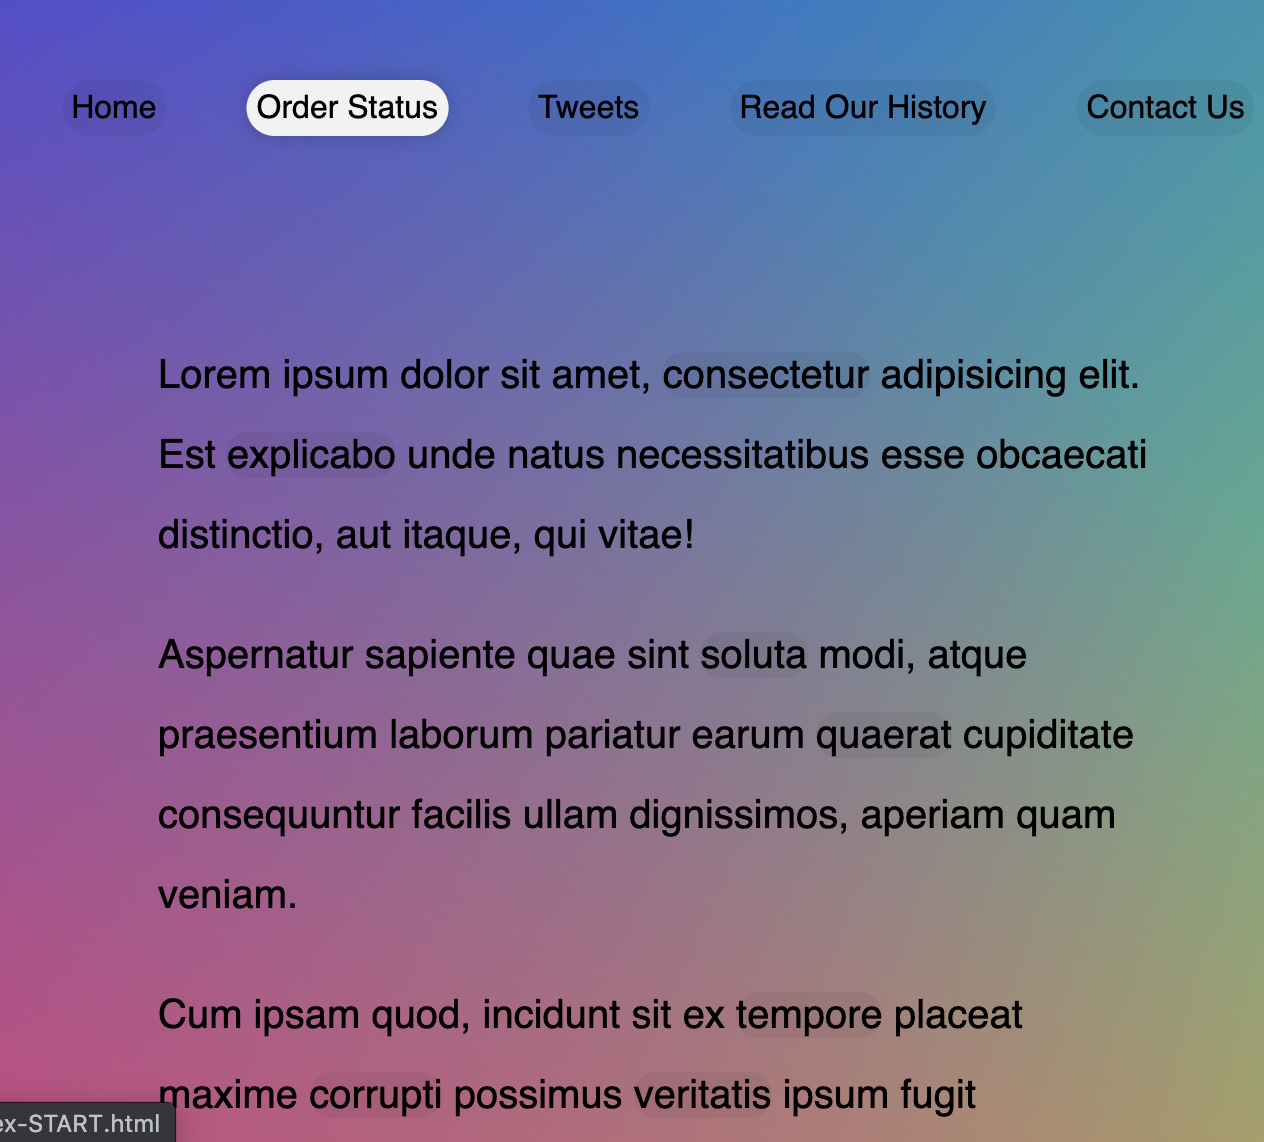 Home Order Status Tweets Read Our History Contact Us
Lorem ipsum dolor sit amet, consectetur adipisicing elit.
Est explicabo unde natus necessitatibus esse obcaecati
distinctio, aut itaque, qui vitae!
Aspernatur sapiente quae sint soluta modi, atque
praesentium laborum pariatur earum quaerat cupiditate
consequuntur facilis ullam dignissimos, aperiam quam
veniam.
Cum ipsam quod, incidunt sit ex tempore placeat
maxime corrupti possimus veritatis ipsum fugit
ex-START.html